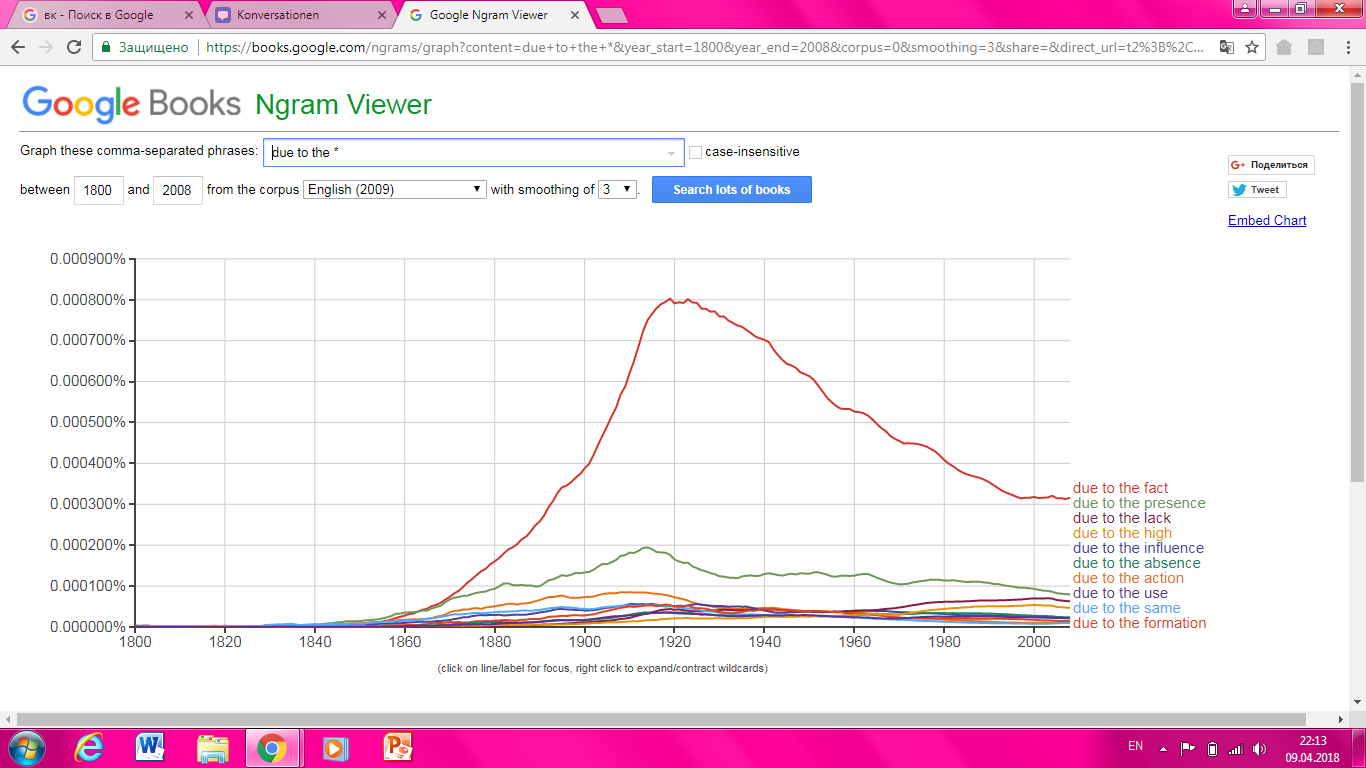 вк - Поиск в Google
Konversationen
Google Ngram Viewer
Защищено
https://books.google.com/ngrams/graph?content=due+to+the+*&year_start=1800&year_end=2008&corpus=0&smoothing=3&share=&direct_url=t2%3B%2C...
Google Books Ngram Viewer
Graph these comma-separated phrases: due to the * case-insensitive
between 1800 and 2008 from the corpus English (2009) with smoothing of 3 . Search lots of books
G+ Поделиться
Tweet
Embed Chart
0.000900%
0.000800%
0.000700%
0.000600%
0.000500%
0.000400%
0.000300%
0.000200%
0.000100%
0.000000%
due to the fact
due to the presence
due to the lack
due to the high
due to the influence
due to the absence
due to the action
due to the use
due to the same
due to the formation
1800 1820 1840 1860 1880 1900 1920 1940 1960 1980 2000
(click on line/label for focus, right click to expand/contract wildcards)
EN
22:13
09.04.2018